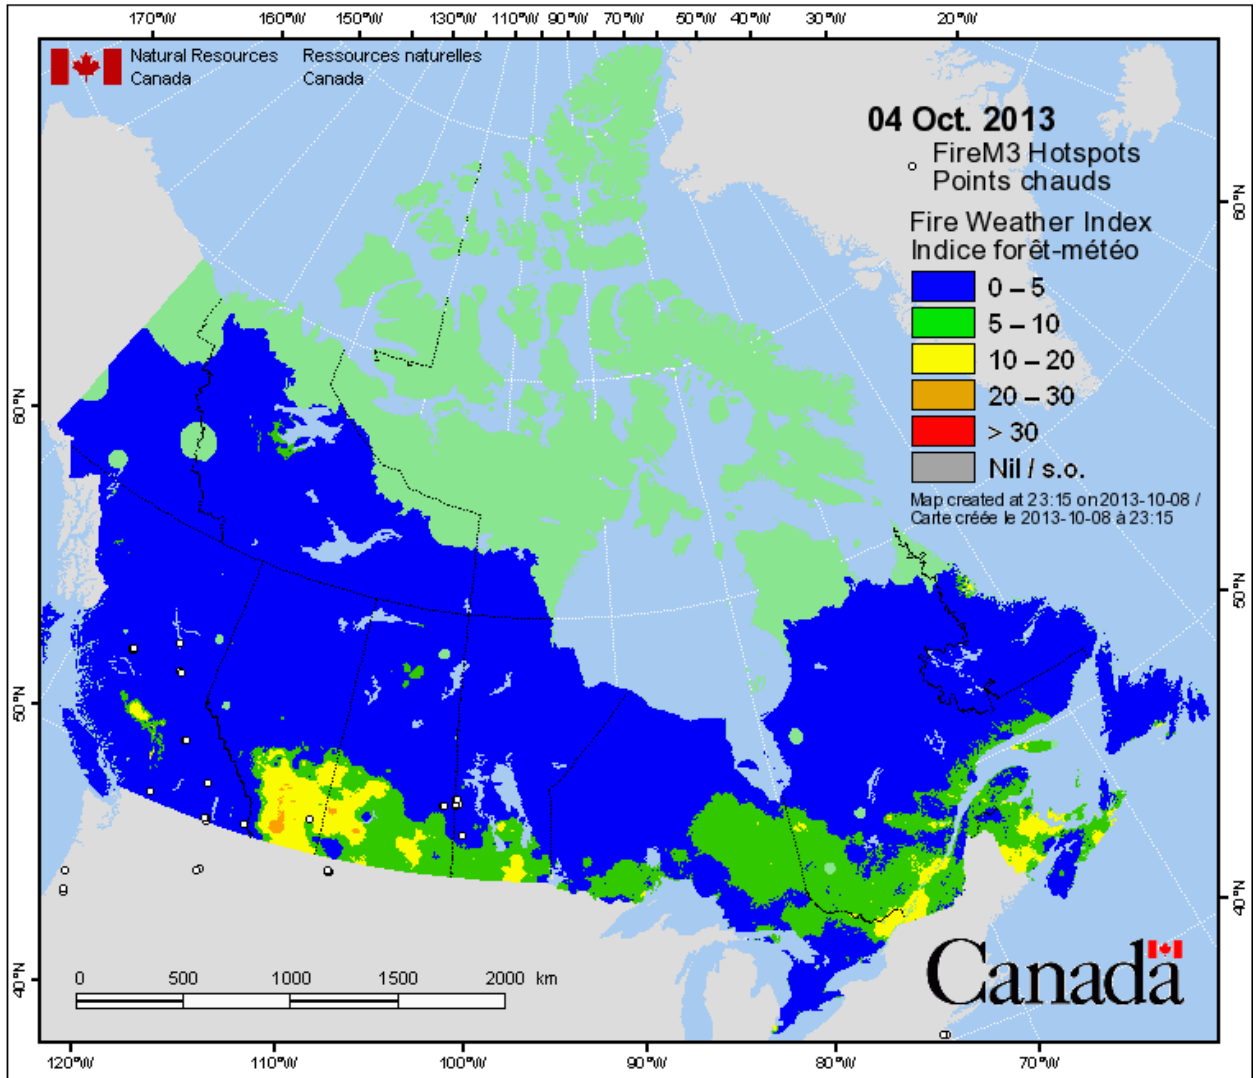 170°W 160°W 150°W 130°W 110°W 90°W 70°W 50°W 40°W 30°W 20°W
Natural Resources Ressources naturelles
Canada Canada
04 Oct. 2013
FireM3 Hotspots
Points chauds
60°N
Fire Weather Index
Indice forêt-météo
0 – 5
5 – 10
10 – 20
20 – 30
> 30
Nil / s.o.
Map created at 23:15 on 2013-10-08 /
Carte créée le 2013-10-08 à 23:15
60°N
50°N
50°N
40°N
40°N
Canada
0 500 1000 1500 2000 km
120°W 110°W 100°W 90°W 80°W 70°W